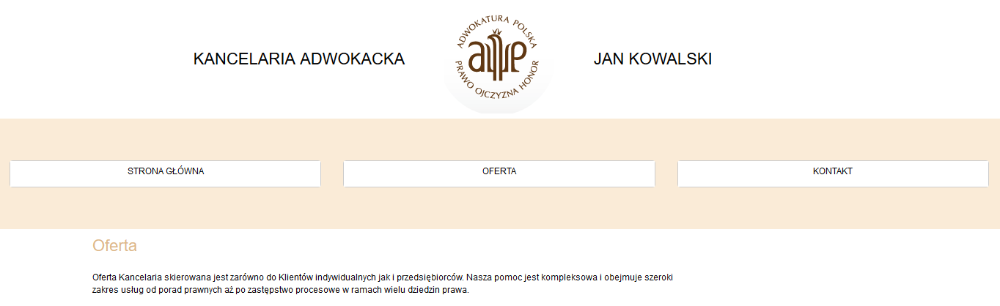 KANCELARIA ADWOKACKA
ADWOKATURA POLSKA
ap
PRAWO OJCZYZNA HONOR
JAN KOWALSKI
STRONA GŁÓWNA
OFERTA
KONTAKT
Oferta
Oferta Kancelaria skierowana jest zarówno do Klientów indywidualnych jak i przedsiębiorców. Nasza pomoc jest kompleksowa i obejmuje szeroki
zakres usług od porad prawnych aż po zastępstwo procesowe w ramach wielu dziedzin prawa.